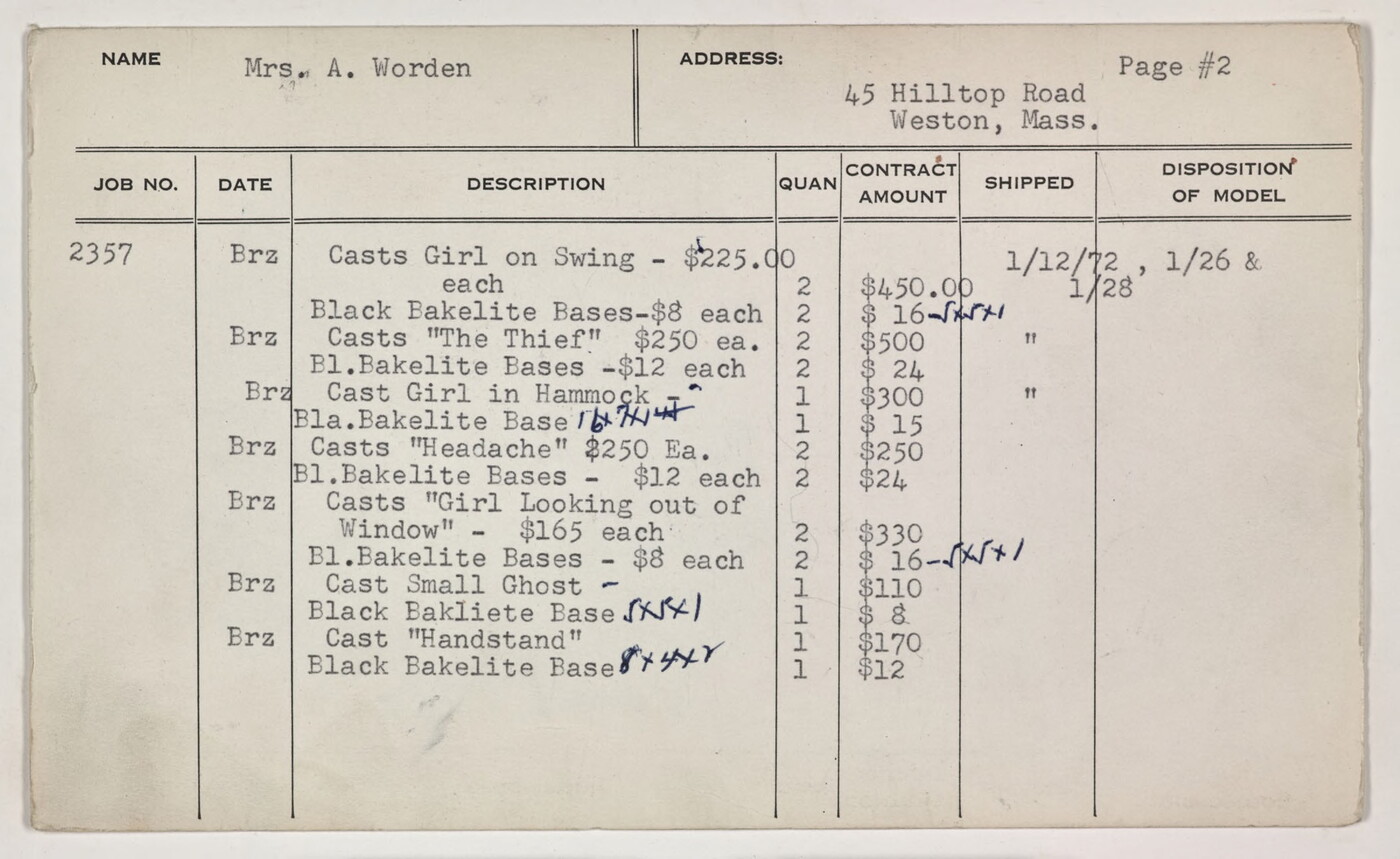 NAME Mrs. A. Worden ADDRESS: Page #2
45 Hilltop Road
Weston, Mass.
JOB NO. DATE DESCRIPTION QUAN CONTRACT AMOUNT SHIPPED DISPOSITION OF MODEL
2357 Brz Casts Girl on Swing - $225.00 1/12/72 , 1/26 &
each 2 $450.00 1/28
Black Bakelite Bases-$8 each 2 $ 16-5x5x1
Brz Casts "The Thief" $250 ea. 2 $500 "
Bl.Bakelite Bases -$12 each 2 $ 24
Brz Cast Girl in Hammock - 1 $300 "
Bla.Bakelite Base 1 $ 15
Brz Casts "Headache" $250 Ea. 2 $250
Bl.Bakelite Bases - $12 each 2 $24
Brz Casts "Girl Looking out of
Window" - $165 each 2 $330
Bl.Bakelite Bases - $8 each 2 $ 16-5x5x1
Brz Cast Small Ghost - 1 $110
Black Bakliete Base 5x5x1 1 $ 8
Brz Cast "Handstand" 1 $170
Black Bakelite Base 8x4x2 1 $12